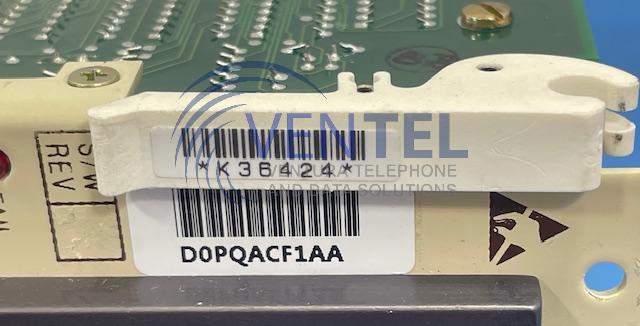 VENTEL
VENTURA TELEPHONE
AND DATA SOLUTIONS
*K36424*
S/W
REV
D0PQACF1AA